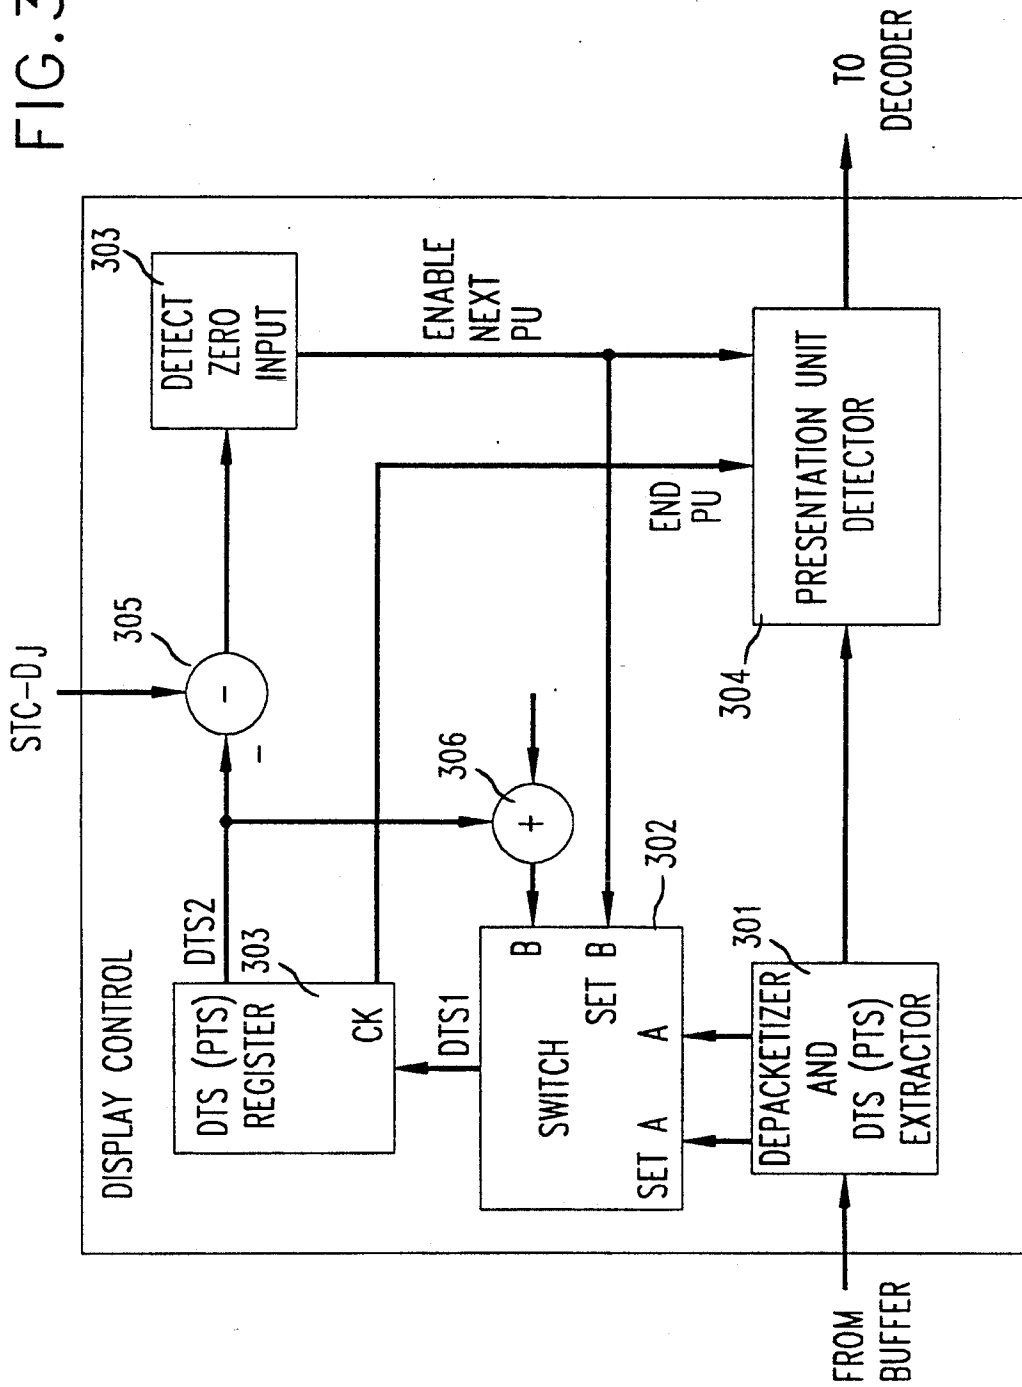 FIG.3
STC-DJ
DISPLAY CONTROL
DTS2
303
DTS (PTS)
REGISTER
CK
305
-
-
303
DETECT
ZERO
INPUT
DTS1
306
+
ENABLE
NEXT
PU
END
PU
SWITCH
B
SET B
SET A
A
302
301
DEPACKETIZER
AND
DTS (PTS)
EXTRACTOR
304
PRESENTATION UNIT
DETECTOR
FROM
BUFFER
TO
DECODER